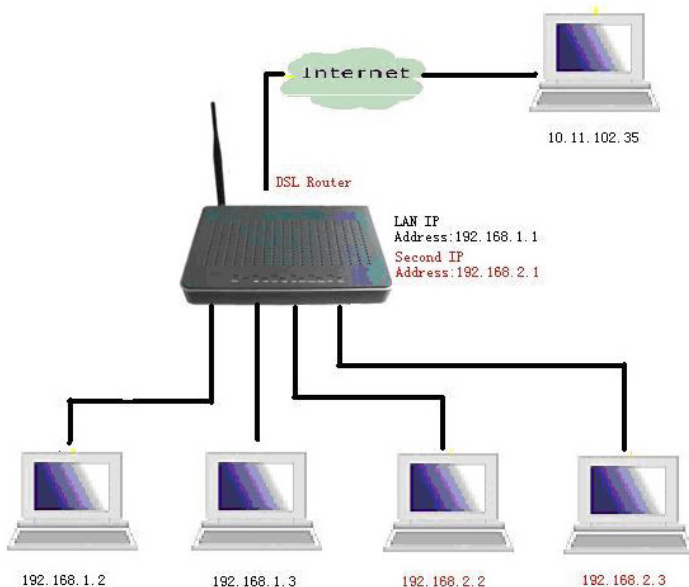 Internet
10.11.102.35
DSL Router
LAN IP
Address:192.168.1.1
Second IP
Address:192.168.2.1
192.168.1.2
192.168.1.3
192.168.2.2
192.168.2.3